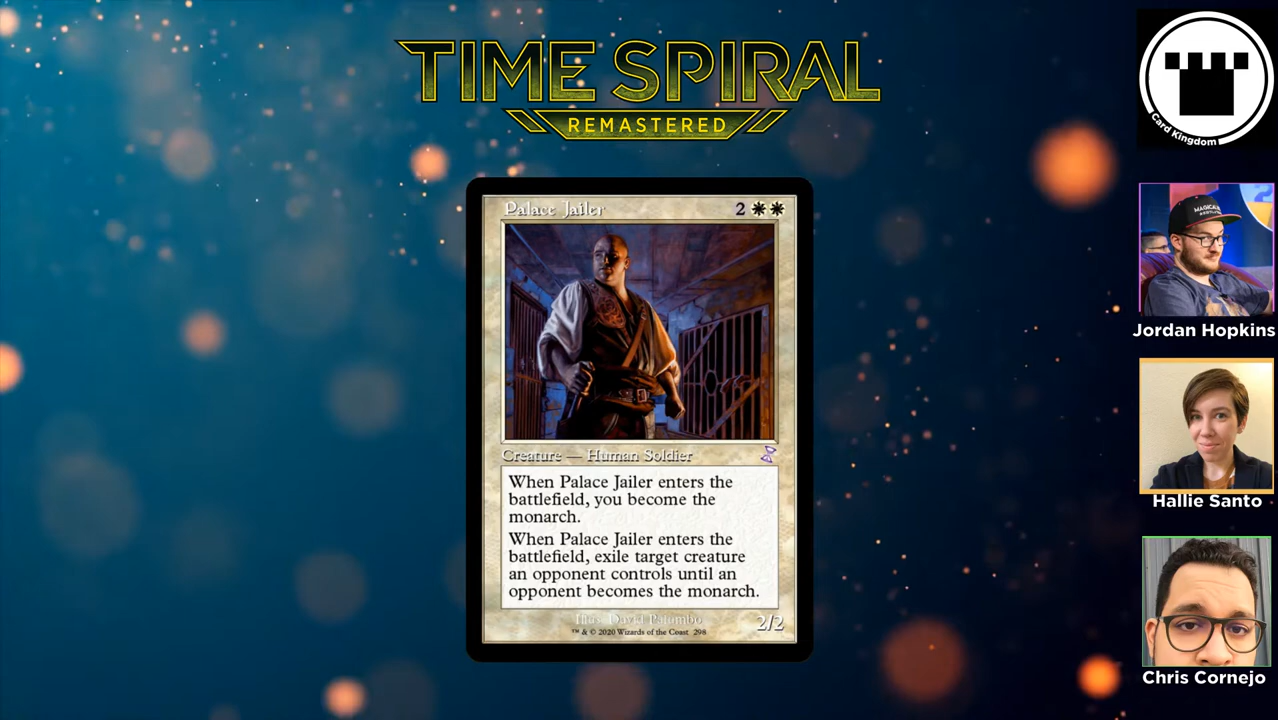 TIME SPIRAL
REMASTERED
Palace Jailer 2
Creature — Human Soldier
When Palace Jailer enters the
battlefield, you become the
monarch.
When Palace Jailer enters the
battlefield, exile target creature
an opponent controls until an
opponent becomes the monarch.
Illus. David Palumbo
2/2
™ & © 2020 Wizards of the Coast 298
Card Kingdom
Jordan Hopkins
Hallie Santo
Chris Cornejo